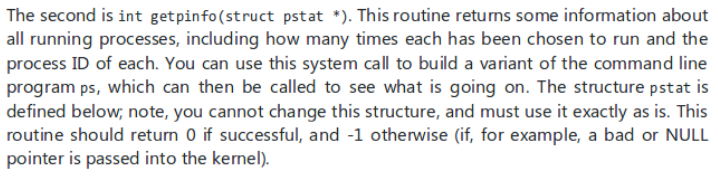 The second is int getpinfo(struct pstat *). This routine returns some information about
all running processes, including how many times each has been chosen to run and the
process ID of each. You can use this system call to build a variant of the command line
program ps, which can then be called to see what is going on. The structure pstat is
defined below; note, you cannot change this structure, and must use it exactly as is. This
routine should return 0 if successful, and -1 otherwise (if, for example, a bad or NULL
pointer is passed into the kernel).